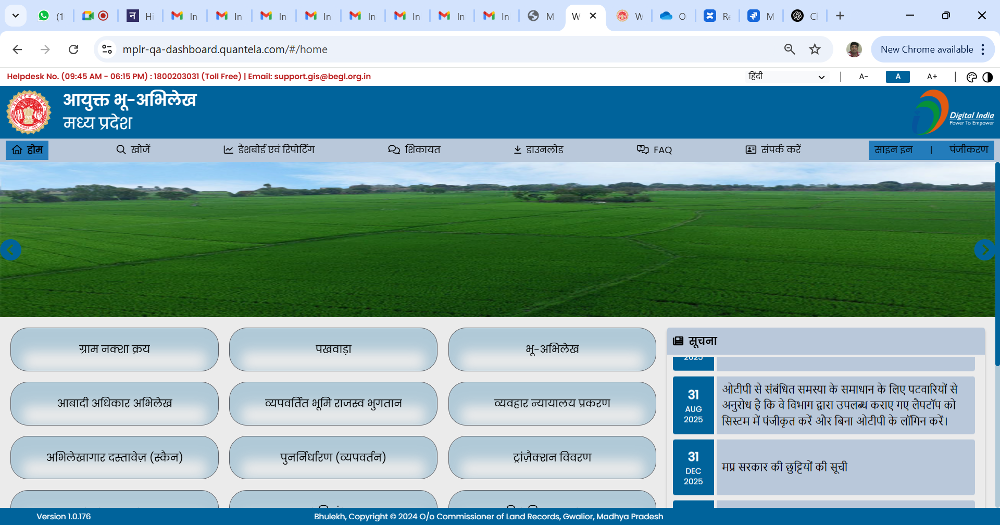 (1
Hi
In
In
In
In
In
In
In
In
M
W
W
O
Re
M
Cl
mplr-qa-dashboard.quantela.com/#/home
New Chrome available
Helpdesk No. (09:45 AM - 06:15 PM) : 1800203031 (Toll Free) | Email: support.gis@begl.org.in
हिंदी
A-
A
A+
आयुक्त भू-अभिलेख
मध्य प्रदेश
Digital India
Power To Empower
होम
खोजें
डैशबोर्ड एवं रिपोर्टिंग
शिकायत
डाउनलोड
FAQ
संपर्क करें
साइन इन | पंजीकरण
ग्राम नक्शा क्रय
पखवाड़ा
भू-अभिलेख
आबादी अधिकार अभिलेख
व्यपवर्तित भूमि राजस्व भुगतान
व्यवहार न्यायालय प्रकरण
अभिलेखागार दस्तावेज़ (स्कैन)
पुनर्निर्धारण (व्यपवर्तन)
ट्रांज़ैक्शन विवरण
सूचना
2025
31
AUG
2025
ओटीपी से संबंधित समस्या के समाधान के लिए पटवारियों से
अनुरोध है कि वे विभाग द्वारा उपलब्ध कराए गए लैपटॉप को
सिस्टम में पंजीकृत करें और बिना ओटीपी के लॉगिन करें।
31
DEC
2025
मप्र सरकार की छुट्टियों की सूची
Version 1.0.176
Bhulekh, Copyright © 2024 O/o Commissioner of Land Records, Gwalior, Madhya Pradesh